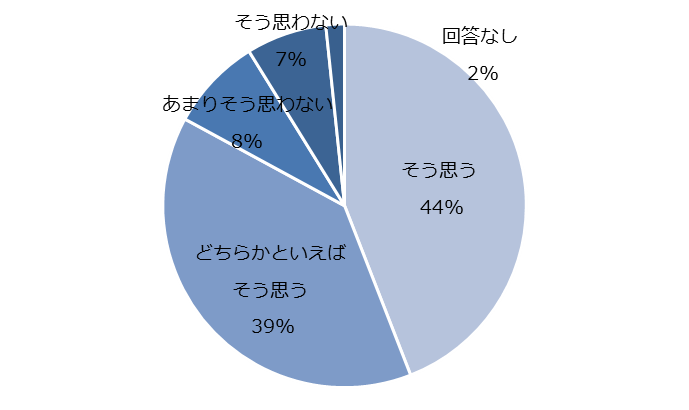 そう思わない
7%
回答なし
2%
あまりそう思わない
8%
そう思う
44%
どちらかといえば
そう思う
39%